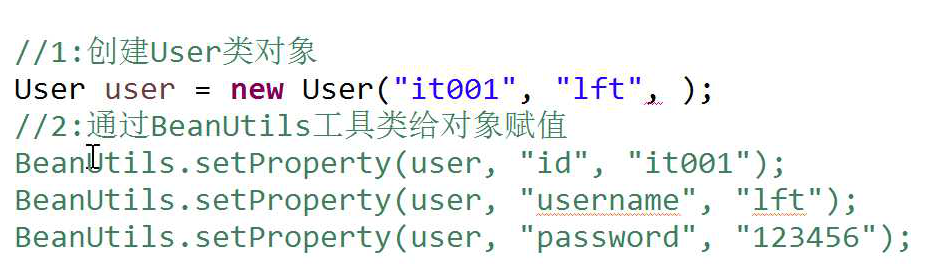 //1:创建User类对象
User user = new User("it001", "lft", );
//2:通过BeanUtils工具类给对象赋值
BeanUtils.setProperty(user, "id", "it001");
BeanUtils.setProperty(user, "username", "lft");
BeanUtils.setProperty(user, "password", "123456");